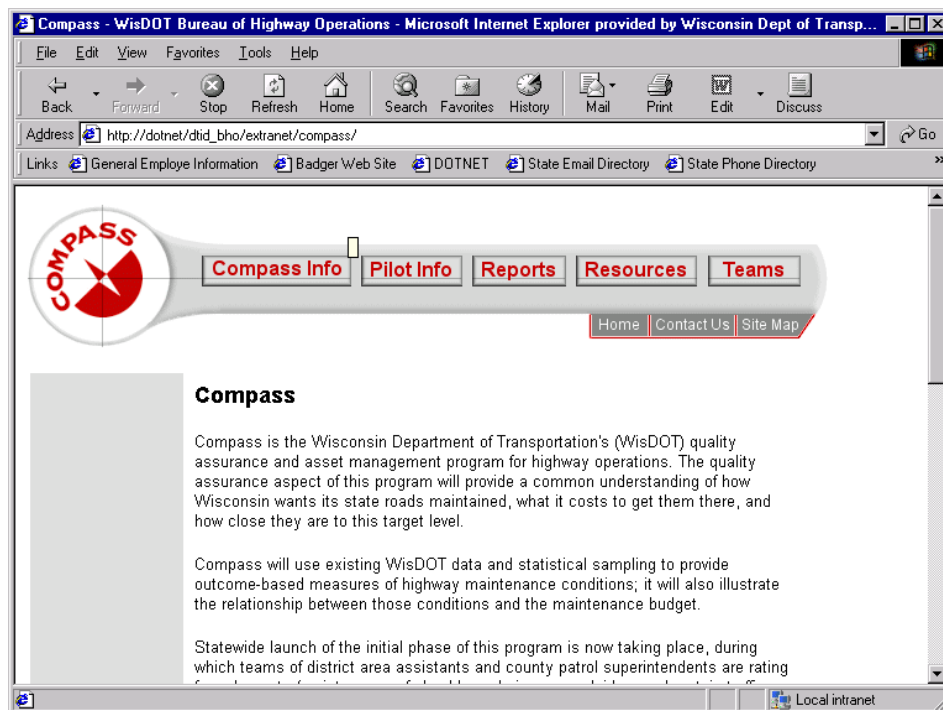 Compass - WisDOT Bureau of Highway Operations - Microsoft Internet Explorer provided by Wisconsin Dept of Transp...
File Edit View Favorites Tools Help
Back Forward Stop Refresh Home Search Favorites History Mail Print Edit Discuss
Address http://dotnet/dtid_bho/extranet/compass/ Go
Links General Employe Information Badger Web Site DOTNET State Email Directory State Phone Directory »
COMPASS
Compass Info Pilot Info Reports Resources Teams
Home Contact Us Site Map
Compass
Compass is the Wisconsin Department of Transportation's (WisDOT) quality
assurance and asset management program for highway operations. The quality
assurance aspect of this program will provide a common understanding of how
Wisconsin wants its state roads maintained, what it costs to get them there, and
how close they are to this target level.
Compass will use existing WisDOT data and statistical sampling to provide
outcome-based measures of highway maintenance conditions; it will also illustrate
the relationship between those conditions and the maintenance budget.
Statewide launch of the initial phase of this program is now taking place, during
which teams of district area assistants and county patrol superintendents are rating
Local intranet